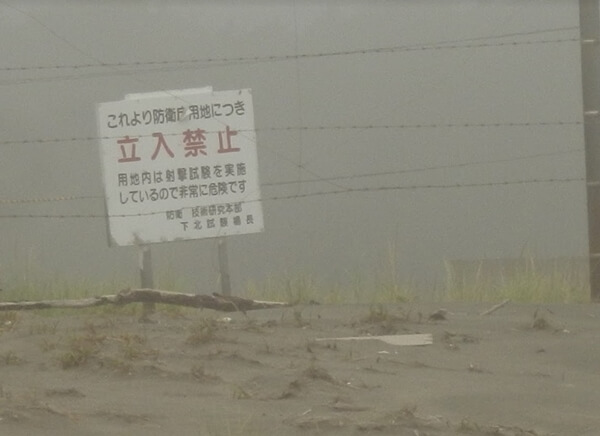 これより防衛庁用地につき
立入禁止
用地内は射撃試験を実施
しているので非常に危険です
防衛 技術研究本部
下北試験場長